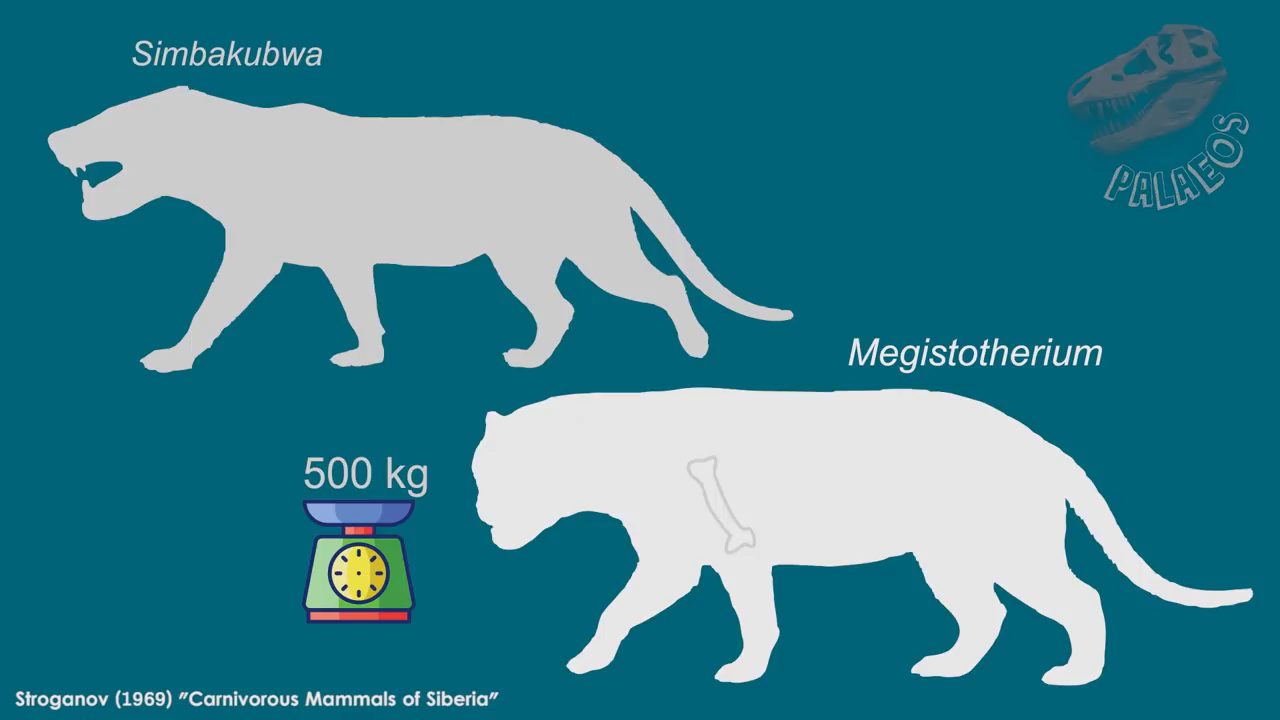 Simbakubwa
PALAEOS
Megistotherium
500 kg
Stroganov (1969) "Carnivorous Mammals of Siberia"